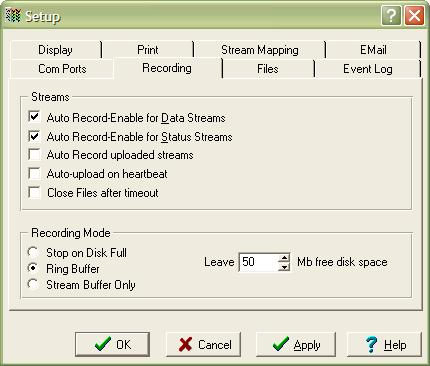 Setup
Display Print Stream Mapping EMail
Com Ports Recording Files Event Log
Streams
Auto Record-Enable for Data Streams
Auto Record-Enable for Status Streams
Auto Record uploaded streams
Auto-upload on heartbeat
Close Files after timeout
Recording Mode
Stop on Disk Full
Ring Buffer
Leave 50 Mb free disk space
Stream Buffer Only
OK Cancel Apply Help